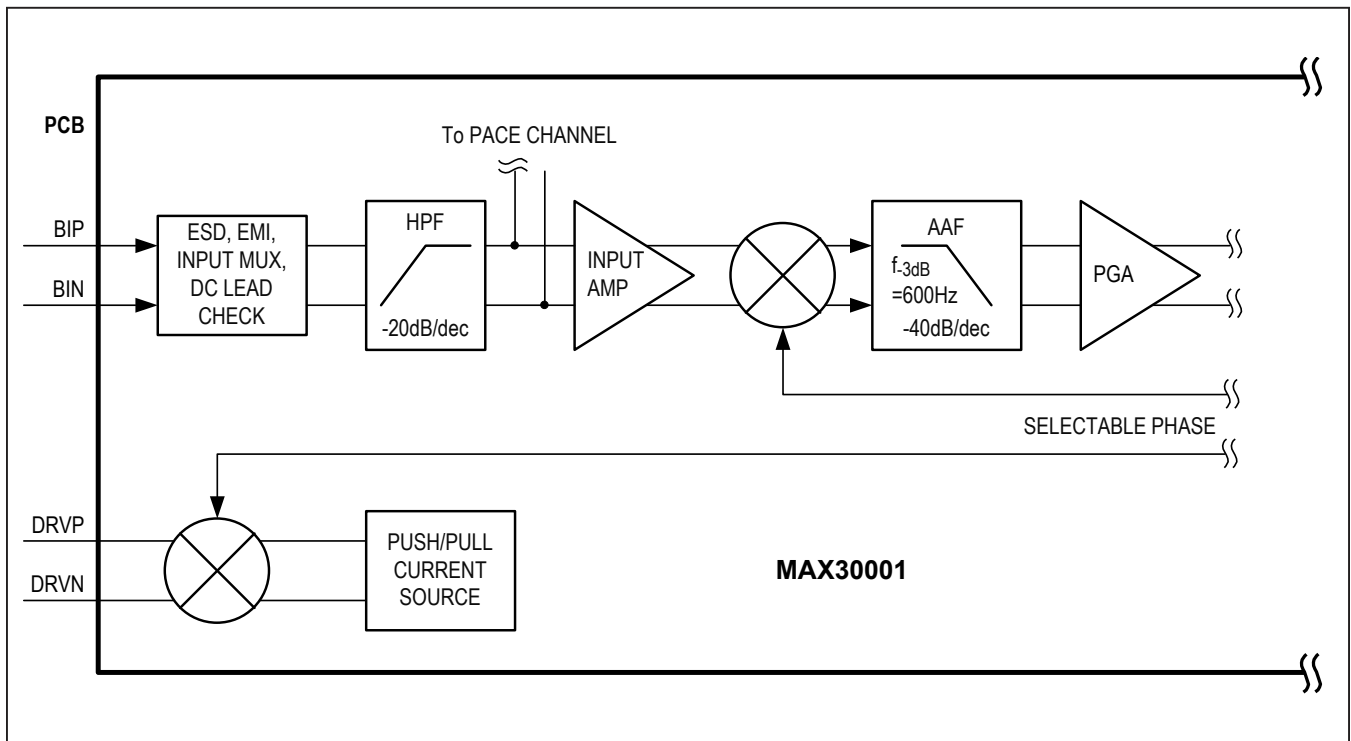 PCB
To PACE CHANNEL
BIP
BIN
ESD, EMI,
INPUT MUX,
DC LEAD
CHECK
HPF
-20dB/dec
INPUT
AMP
AAF
f-3dB
=600Hz
-40dB/dec
PGA
SELECTABLE PHASE
DRVP
DRVN
PUSH/PULL
CURRENT
SOURCE
MAX30001